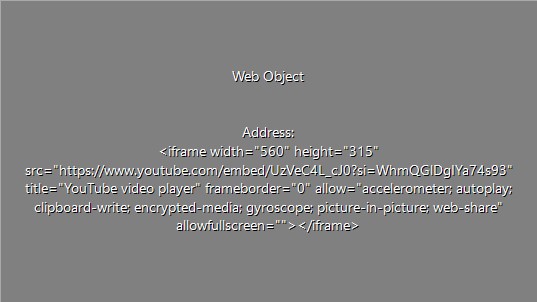 Web Object
Address:
<iframe width="560" height="315"
src="https://www.youtube.com/embed/UzVeC4L_cJ0?si=WhmQGIDgIYa74s93"
title="YouTube video player" frameborder="0" allow="accelerometer; autoplay;
clipboard-write; encrypted-media; gyroscope; picture-in-picture; web-share"
allowfullscreen=""></iframe>